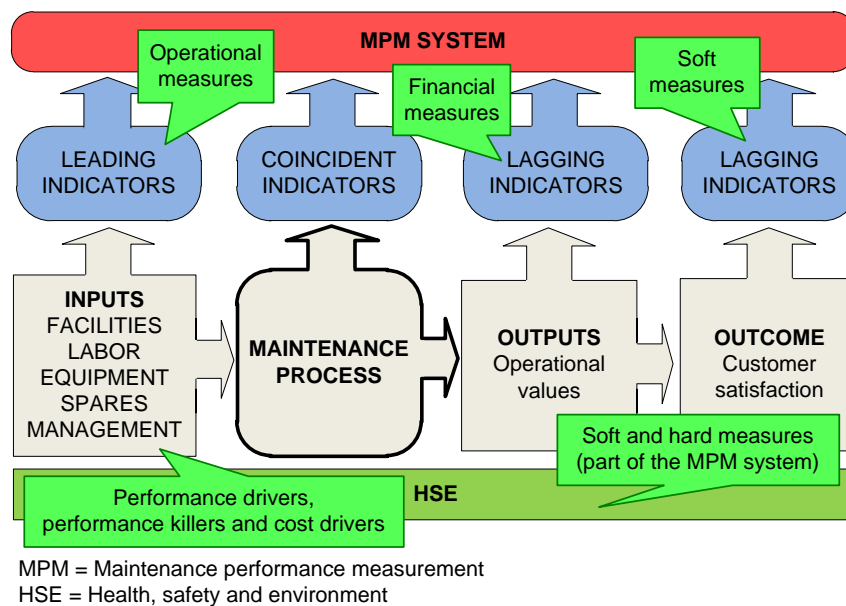 MPM SYSTEM
Operational
measures
Financial
measures
Soft
measures
LEADING
INDICATORS
COINCIDENT
INDICATORS
LAGGING
INDICATORS
LAGGING
INDICATORS
INPUTS
FACILITIES
LABOR
EQUIPMENT
SPARES
MANAGEMENT
MAINTENANCE
PROCESS
OUTPUTS
Operational
values
OUTCOME
Customer
satisfaction
Soft and hard measures
(part of the MPM system)
Performance drivers,
performance killers and cost drivers
HSE
MPM = Maintenance performance measurement
HSE = Health, safety and environment